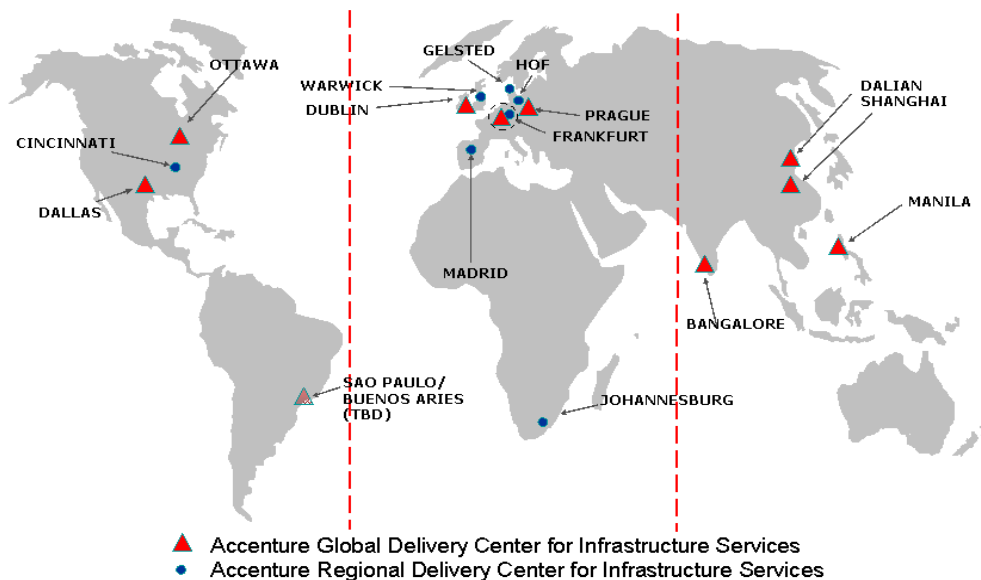 GELSTED
OTTAWA
HOF
WARWICK
DALIAN
SHANGHAI
DUBLIN
PRAGUE
CINCINNATI
FRANKFURT
MANILA
DALLAS
MADRID
BANGALORE
SAO PAULO/
BUENOS ARIES
(TBD)
JOHANNESBURG
Accenture Global Delivery Center for Infrastructure Services
Accenture Regional Delivery Center for Infrastructure Services